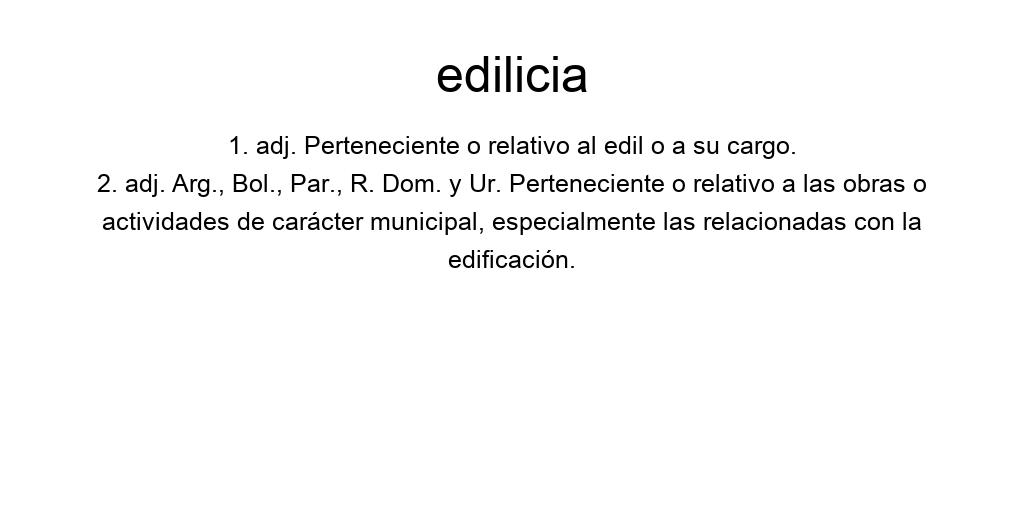 edilicia
1. adj. Perteneciente o relativo al edil o a su cargo.
2. adj. Arg., Bol., Par., R. Dom. y Ur. Perteneciente o relativo a las obras o
actividades de carácter municipal, especialmente las relacionadas con la
edificación.